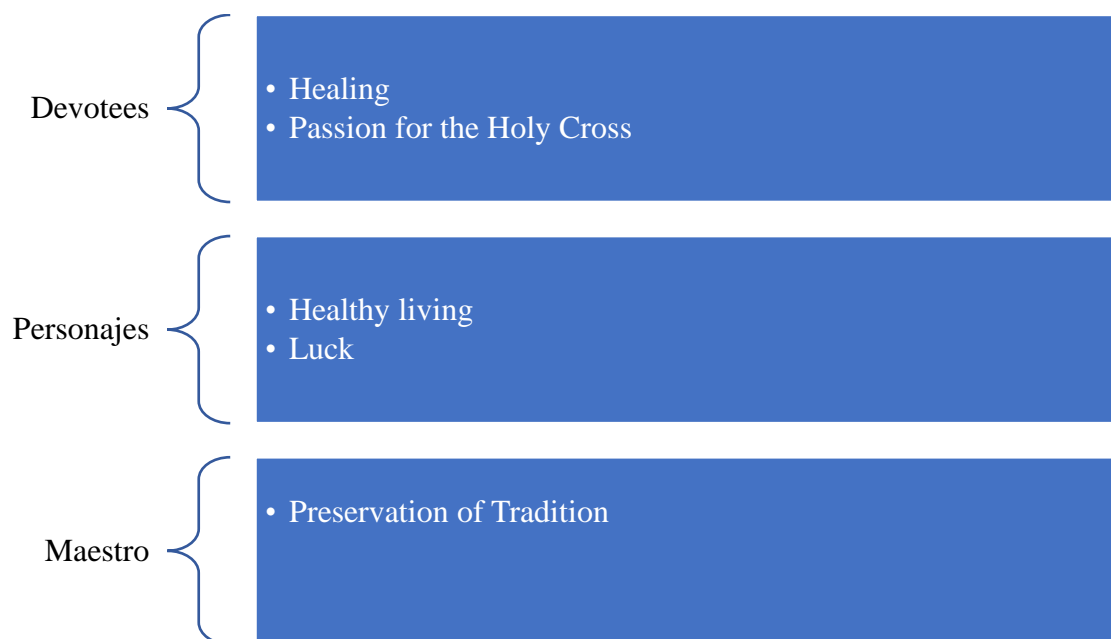 Devotees
• Healing
• Passion for the Holy Cross
Personajes
• Healthy living
• Luck
Maestro
• Preservation of Tradition